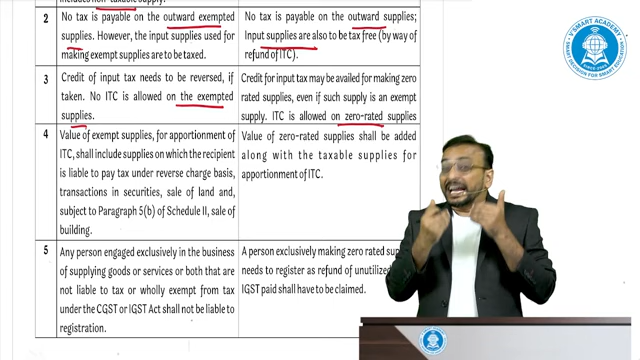 includes non-taxable supply.
2
No tax is payable on the outward exempted
supplies. However, the input supplies used for
making exempt supplies are to be taxed.
No tax is payable on the outward supplies;
Input supplies are also to be tax free (by way of
refund of ITC).
3
Credit of input tax needs to be reversed, if
taken. No ITC is allowed on the exempted
supplies.
Credit for input tax may be availed for making zero
rated supplies, even if such supply is an exempt
supply. ITC is allowed on zero-rated supplies
4
Value of exempt supplies, for apportionment of
ITC, shall include supplies on which the recipient
is liable to pay tax under reverse charge basis,
transactions in securities, sale of land and,
subject to Paragraph 5(b) of Schedule II, sale of
building.
Value of zero-rated supplies shall be added
along with the taxable supplies for
apportionment of ITC.
5
Any person engaged exclusively in the business
of supplying goods or services or both that are
not liable to tax or wholly exempt from tax
under the CGST or IGST Act shall not be liable to
registration.
A person exclusively making zero rated
needs to register as refund of
IGST paid shall have to be claimed.
V'SMART ACADEMY